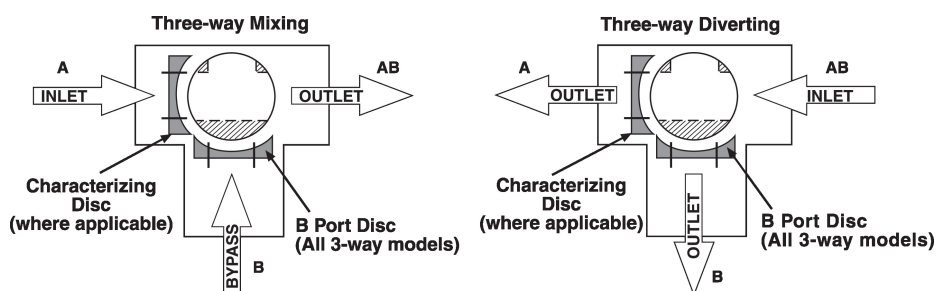 Three-way Mixing
A
INLET
AB
OUTLET
Characterizing
Disc
(where applicable)
BYPASS
B
B Port Disc
(All 3-way models)
Three-way Diverting
A
OUTLET
AB
INLET
Characterizing
Disc
(where applicable)
OUTLET
B
B Port Disc
(All 3-way models)